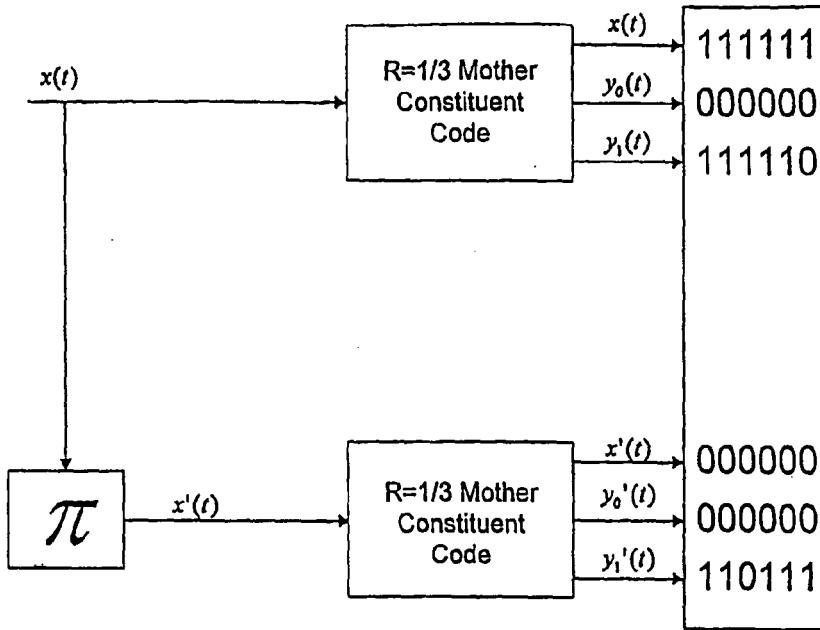 x(t)
R=1/3 Mother
Constituent
Code
x(t)
y₀(t)
y₁(t)
111111
000000
111110
π
x'(t)
R=1/3 Mother
Constituent
Code
x'(t)
y₀'(t)
y₁'(t)
000000
000000
110111